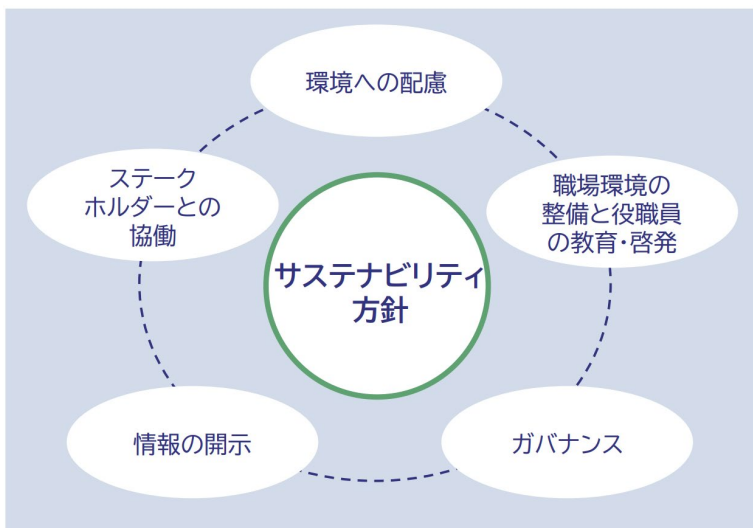 環境への配慮
ステーク
ホルダーとの
協働
職場環境の
整備と役職員
の教育・啓発
サステナビリティ
方針
情報の開示
ガバナンス